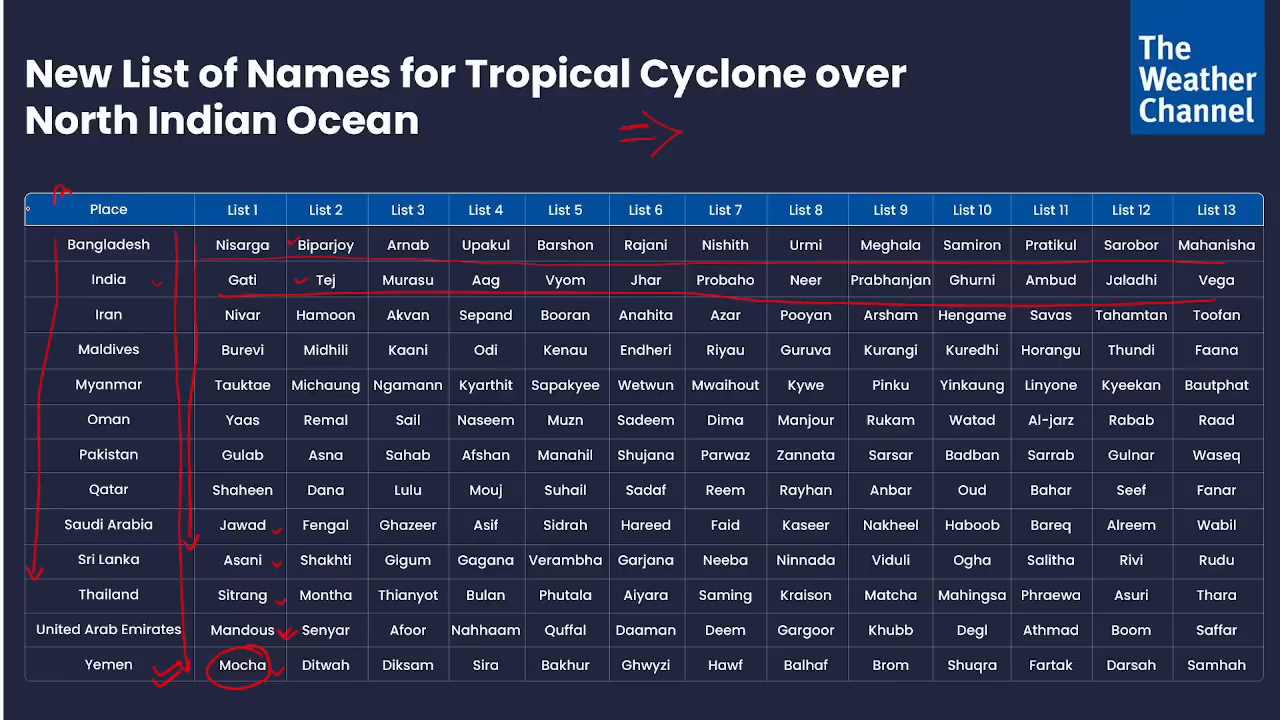 New List of Names for Tropical Cyclone over
North Indian Ocean
The
Weather
Channel
Place List 1 List 2 List 3 List 4 List 5 List 6 List 7 List 8 List 9 List 10 List 11 List 12 List 13
Bangladesh Nisarga Biparjoy Arnab Upakul Barshon Rajani Nishith Urmi Meghala Samiron Pratikul Sarobor Mahanisha
India Gati Tej Murasu Aag Vyom Jhar Probaho Neer Prabhanjan Ghurni Ambud Jaladhi Vega
Iran Nivar Hamoon Akvan Sepand Booran Anahita Azar Pooyan Arsham Hengame Savas Tahamtan Toofan
Maldives Burevi Midhili Kaani Odi Kenau Endheri Riyau Guruva Kurangi Kuredhi Horangu Thundi Faana
Myanmar Tauktae Michaung Ngamann Kyarthit Sapakyee Wetwun Mwaihout Kywe Pinku Yinkaung Linyone Kyeekan Bautphat
Oman Yaas Remal Sail Naseem Muzn Sadeem Dima Manjour Rukam Watad Al-jarz Rabab Raad
Pakistan Gulab Asna Sahab Afshan Manahil Shujana Parwaz Zannata Sarsar Badban Sarrab Gulnar Waseq
Qatar Shaheen Dana Lulu Mouj Suhail Sadaf Reem Rayhan Anbar Oud Bahar Seef Fanar
Saudi Arabia Jawad Fengal Ghazeer Asif Sidrah Hareed Faid Kaseer Nakheel Haboob Bareq Alreem Wabil
Sri Lanka Asani Shakhti Gigum Gagana Verambha Garjana Neeba Ninnada Viduli Ogha Salitha Rivi Rudu
Thailand Sitrang Montha Thianyot Bulan Phutala Aiyara Saming Kraison Matcha Mahingsa Phraewa Asuri Thara
United Arab Emirates Mandous Senyar Afoor Nahhaam Quffal Daaman Deem Gargoor Khubb Degl Athmad Boom Saffar
Yemen Mocha Ditwah Diksam Sira Bakhur Ghwyzi Hawf Balhaf Brom Shuqra Fartak Darsah Samhah